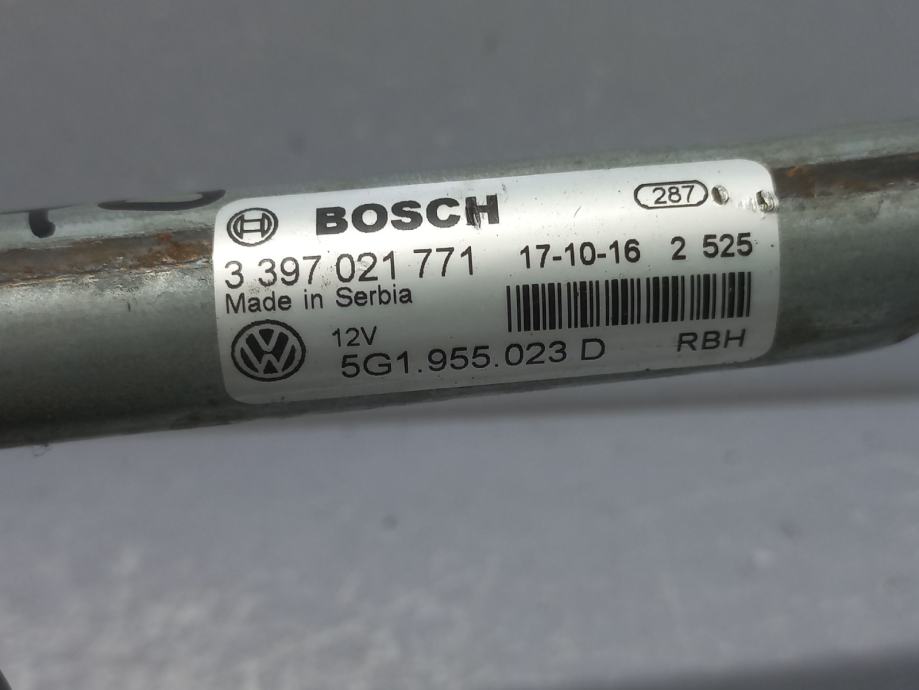 BOSCH 287
3 397 021 771 17-10-16 2 525
Made in Serbia
12V
5G1.955.023 D RBH